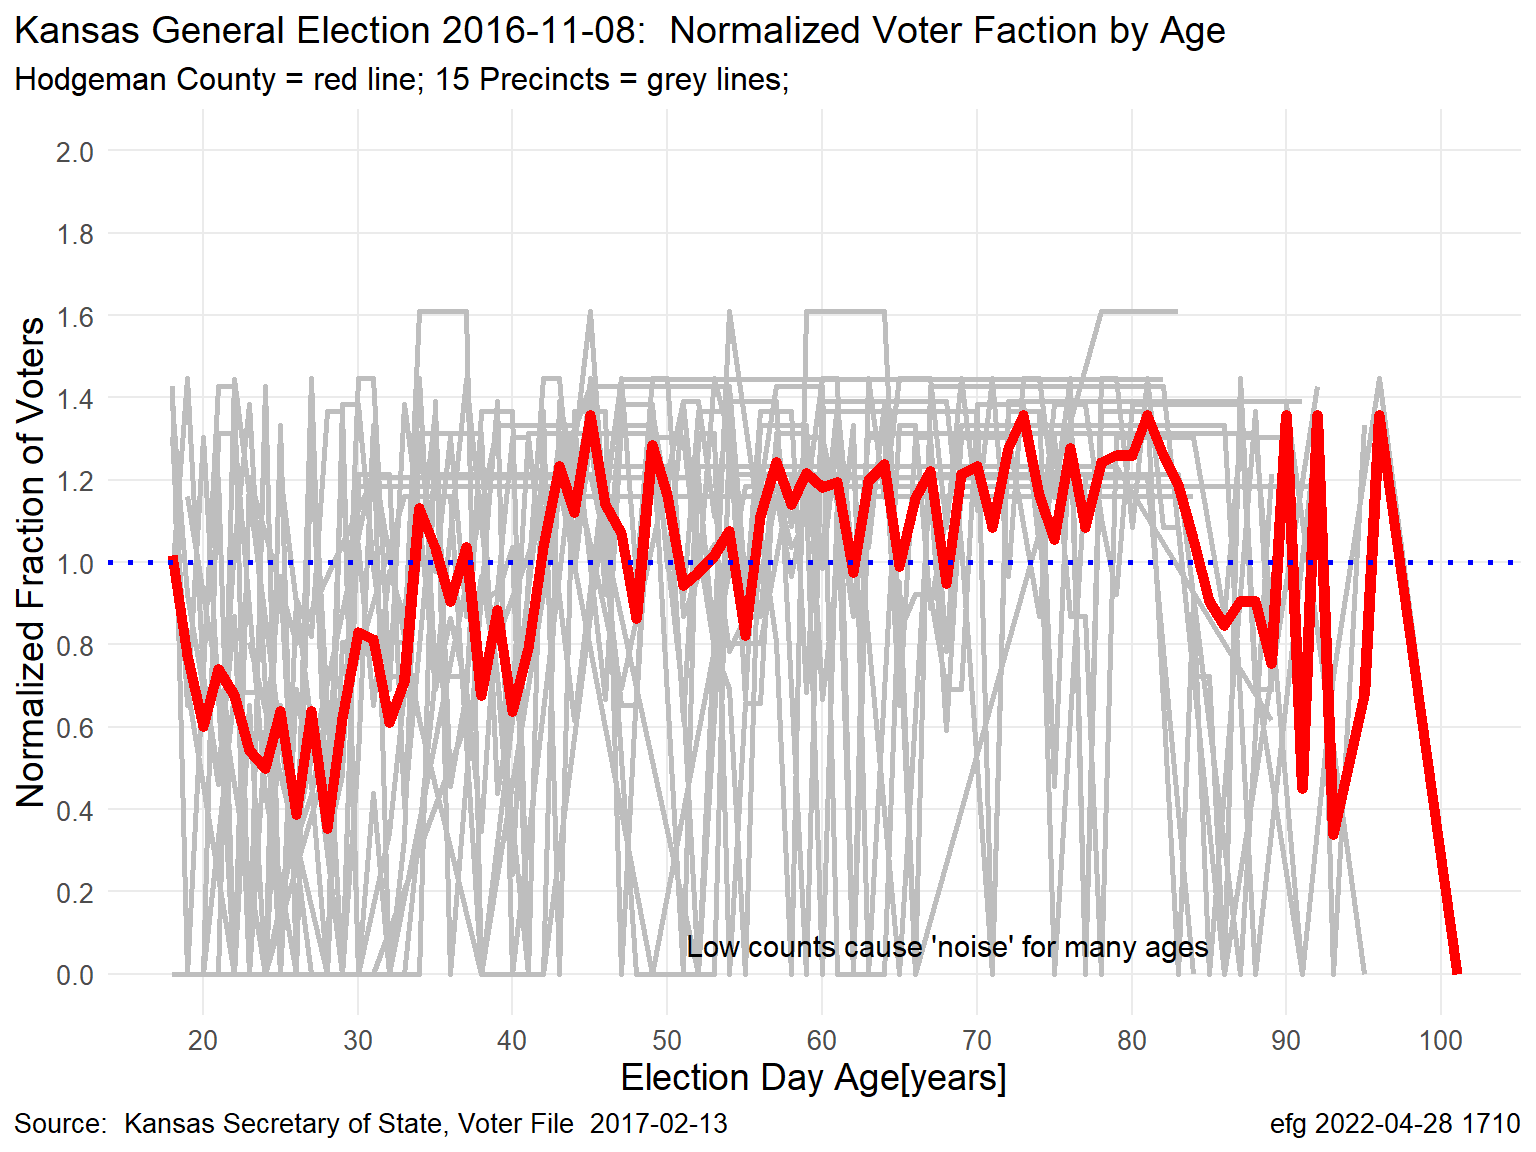 Kansas General Election 2016-11-08:  Normalized Voter Faction by Age
Hodgeman County = red line; 15 Precincts = grey lines;
Normalized Fraction of Voters
2.0
1.8
1.6
1.4
1.2
1.0
0.8
0.6
0.4
0.2
0.0
Low counts cause 'noise' for many ages
20 30 40 50 60 70 80 90 100
Election Day Age[years]
Source:  Kansas Secretary of State, Voter File  2017-02-13
efg 2022-04-28 1710